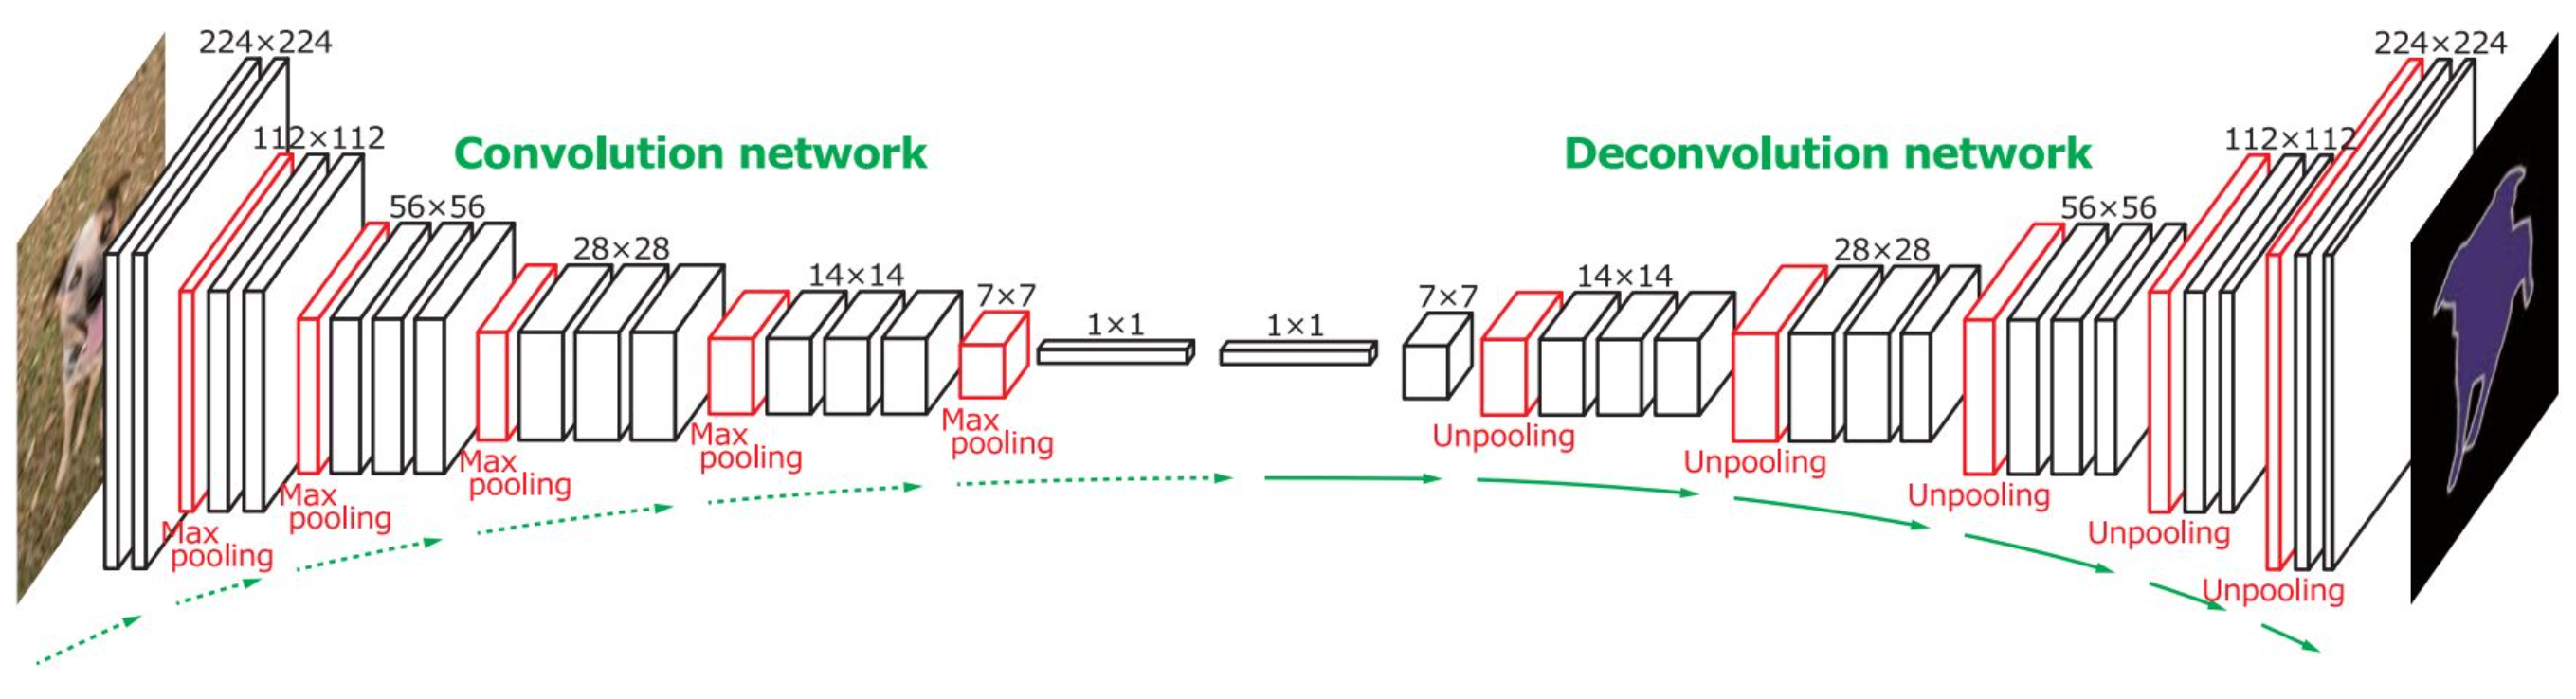 224×224
112×112
Convolution network
56×56
28×28
14×14
7×7
1×1
1×1
7×7
14×14
28×28
Deconvolution network
56×56
112×112
224×224
Max
pooling
Max
pooling
Max
pooling
Max
pooling
Max
pooling
Unpooling
Unpooling
Unpooling
Unpooling
Unpooling